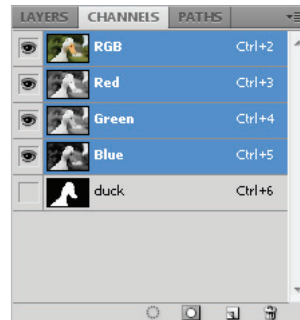 LAYERS CHANNELS PATHS
RGB Ctrl+2
Red Ctrl+3
Green Ctrl+4
Blue Ctrl+5
duck Ctrl+6